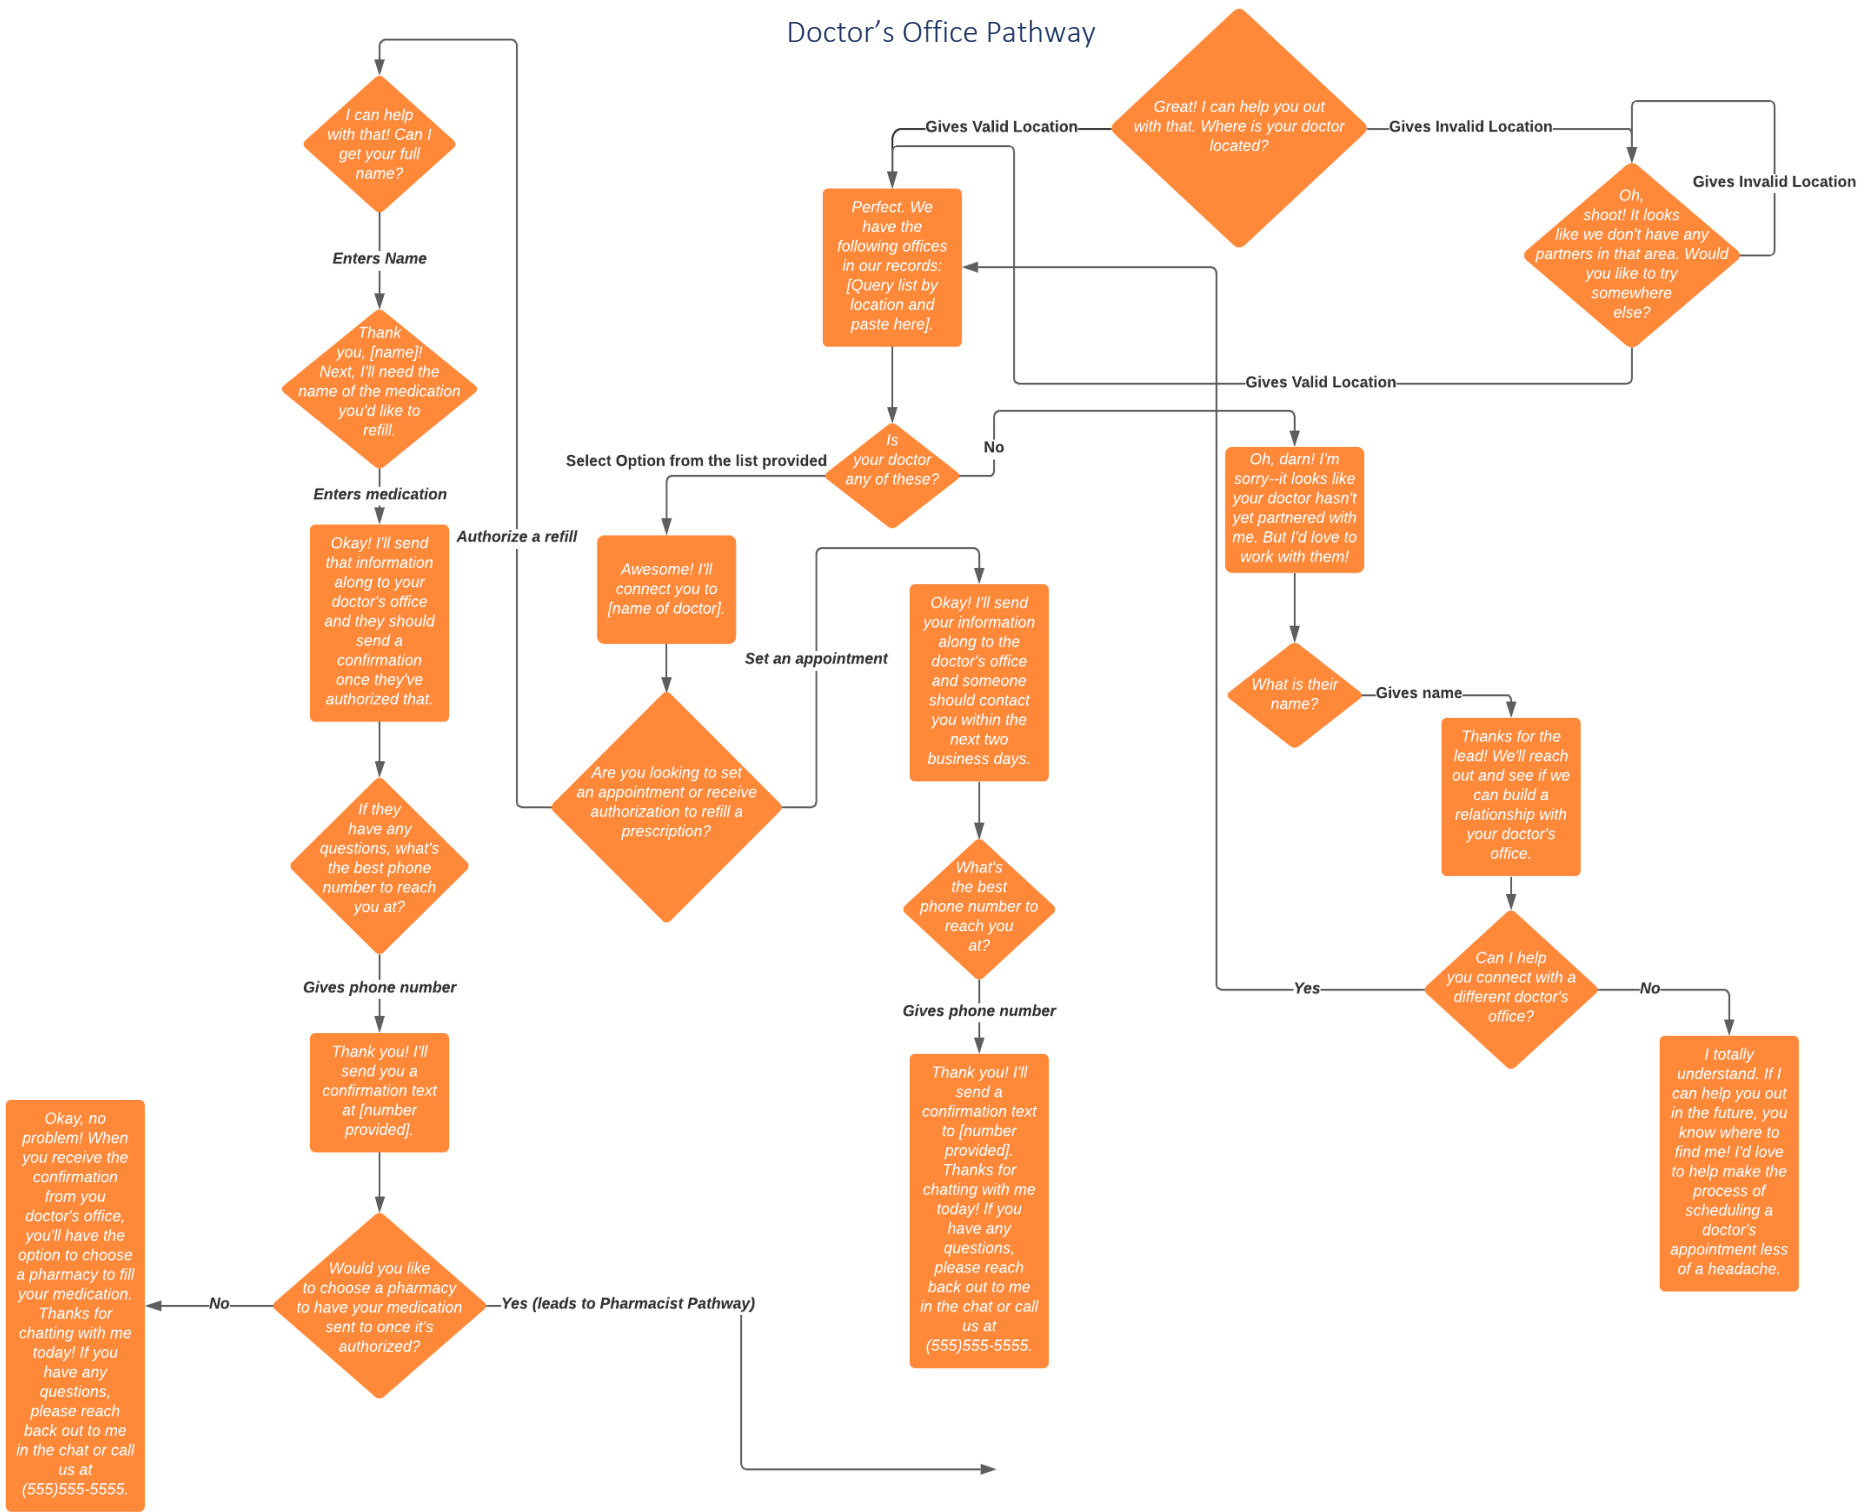 Doctor's Office Pathway
Great! I can help you out
with that. Where is your doctor
located?
Gives Valid Location
Gives Invalid Location
Gives Invalid Location
Oh,
shoot! It looks
like we don't have any
partners in that area. Would
you like to try
somewhere
else?
Gives Valid Location
Perfect. We
have the
following offices
in our records:
[Query list by
location and
paste here].
Is
your doctor
any of these?
Select Option from the list provided
No
Awesome! I'll
connect you to
[name of doctor].
Are you looking to set
an appointment or receive
authorization to refill a
prescription?
Authorize a refill
Set an appointment
I can help
with that! Can I
get your full
name?
Enters Name
Thank
you, [name]!
Next, I'll need the
name of the medication
you'd like to
refill.
Enters medication
Okay! I'll send
that information
along to your
doctor's office
and they should
send a
confirmation
once they've
authorized that.
If they
have any
questions, what's
the best phone
number to reach
you at?
Gives phone number
Thank you! I'll
send you a
confirmation text
at [number
provided].
Would you like
to choose a pharmacy
to have your medication
sent to once it's
authorized?
No
Yes (leads to Pharmacist Pathway)
Okay, no
problem! When
you receive the
confirmation
from you
doctor's office,
you'll have the
option to choose
a pharmacy to fill
your medication.
Thanks for
chatting with me
today! If you
have any
questions,
please reach
back out to me
in the chat or call
us at
(555)555-5555.
Okay! I'll send
your information
along to the
doctor's office
and someone
should contact
you within the
next two
business days.
What's
the best
phone number to
reach you
at?
Gives phone number
Thank you! I'll
send a
confirmation text
to [number
provided].
Thanks for
chatting with me
today! If you
have any
questions,
please reach
back out to me
in the chat or call
us at
(555)555-5555.
Oh, darn! I'm
sorry--it looks like
your doctor hasn't
yet partnered with
me. But I'd love to
work with them!
What is their
name?
Gives name
Thanks for the
lead! We'll reach
out and see if we
can build a
relationship with
your doctor's
office.
Can I help
you connect with a
different doctor's
office?
Yes
No
I totally
understand. If I
can help you out
in the future, you
know where to
find me! I'd love
to help make the
process of
scheduling a
doctor's
appointment less
of a headache.